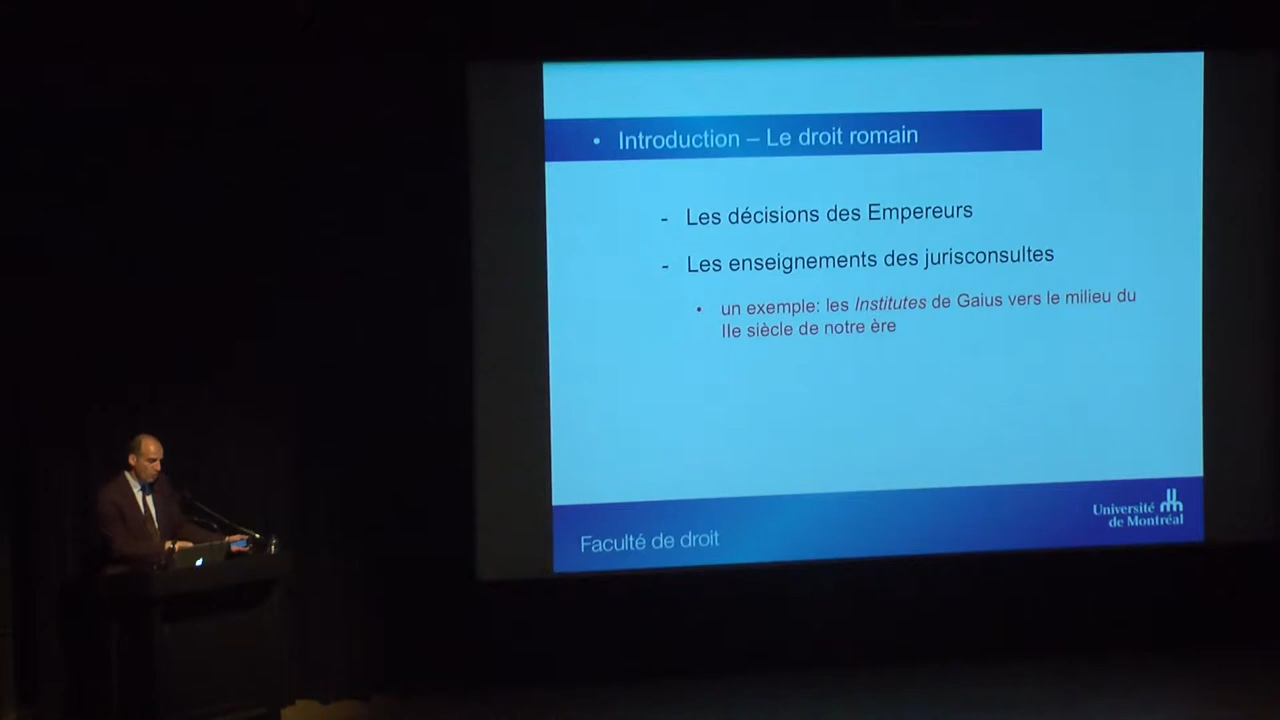 • Introduction – Le droit romain
- Les décisions des Empereurs
- Les enseignements des jurisconsultes
• un exemple: les Institutes de Gaius vers le milieu du
IIe siècle de notre ère
Faculté de droit
Université
de Montréal